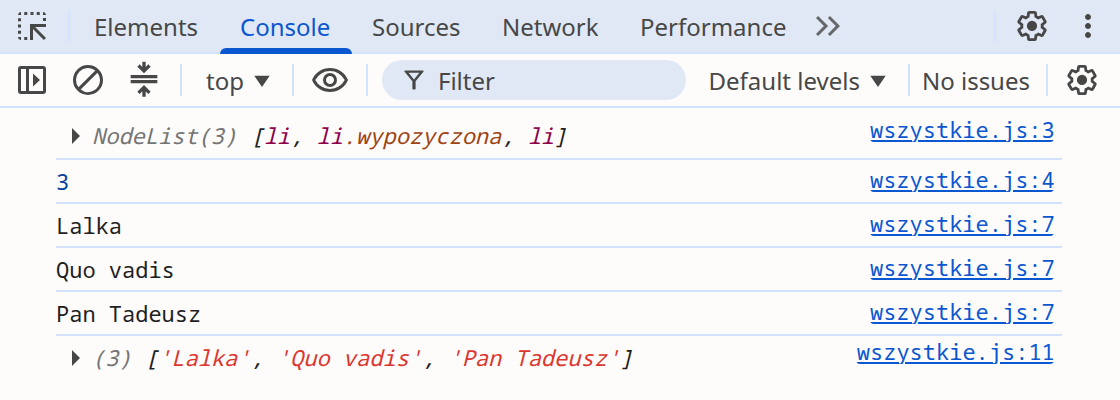 Elements Console Sources Network Performance
top Filter Default levels No issues
NodeList(3) [li, li.wypozyczona, li] wszystkie.js:3
3 wszystkie.js:4
Lalka wszystkie.js:7
Quo vadis wszystkie.js:7
Pan Tadeusz wszystkie.js:7
(3) ['Lalka', 'Quo vadis', 'Pan Tadeusz'] wszystkie.js:11